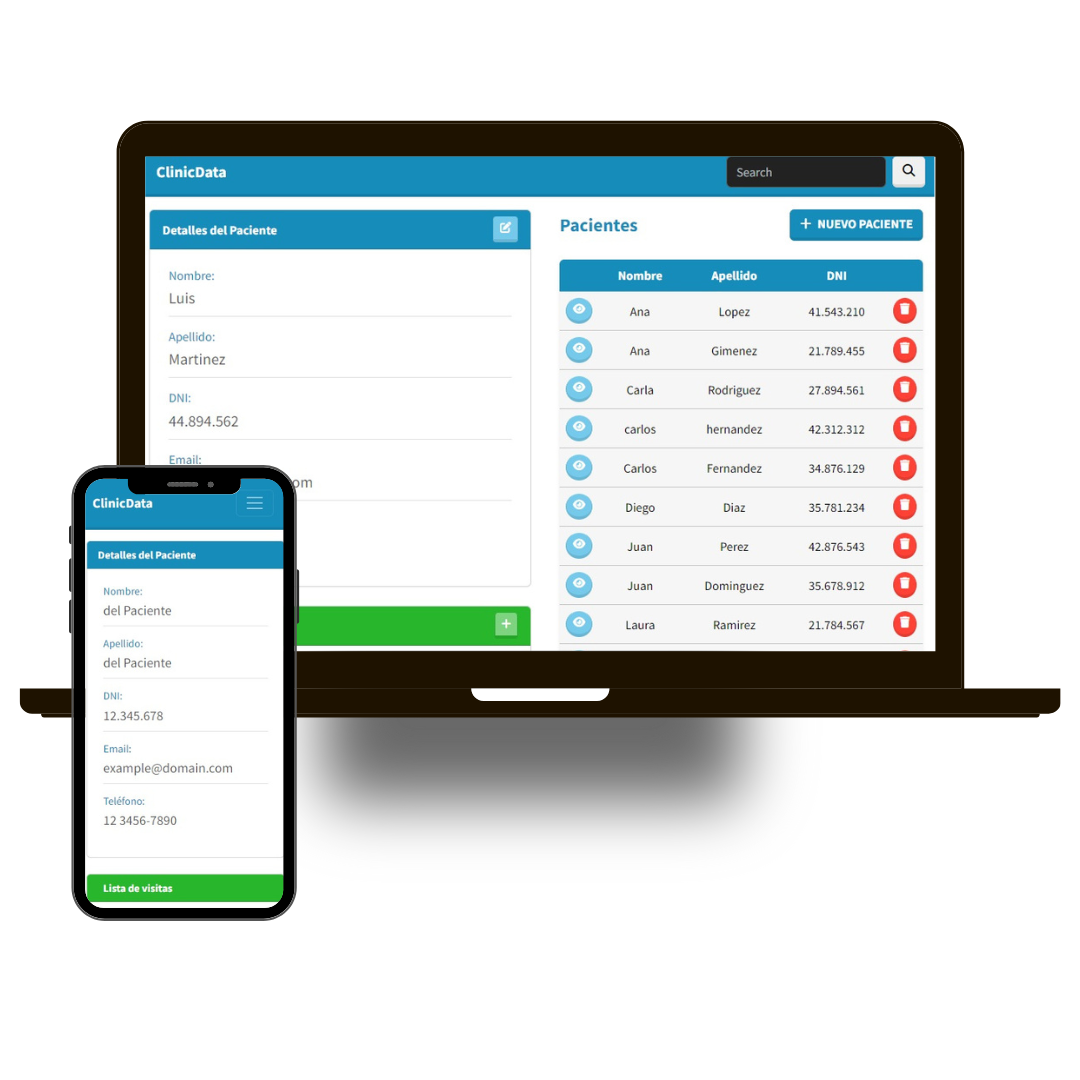 ClinicData
Search
Detalles del Paciente
Nombre:
Luis
Apellido:
Martinez
DNI:
44.894.562
Email:
om
Pacientes
+ NUEVO PACIENTE
Nombre Apellido DNI
Ana Lopez 41.543.210
Ana Gimenez 21.789.455
Carla Rodriguez 27.894.561
carlos hernandez 42.312.312
Carlos Fernandez 34.876.129
Diego Diaz 35.781.234
Juan Perez 42.876.543
Juan Dominguez 35.678.912
Laura Ramirez 21.784.567
ClinicData
Detalles del Paciente
Nombre:
del Paciente
Apellido:
del Paciente
DNI:
12.345.678
Email:
example@domain.com
Teléfono:
12 3456-7890
Lista de visitas